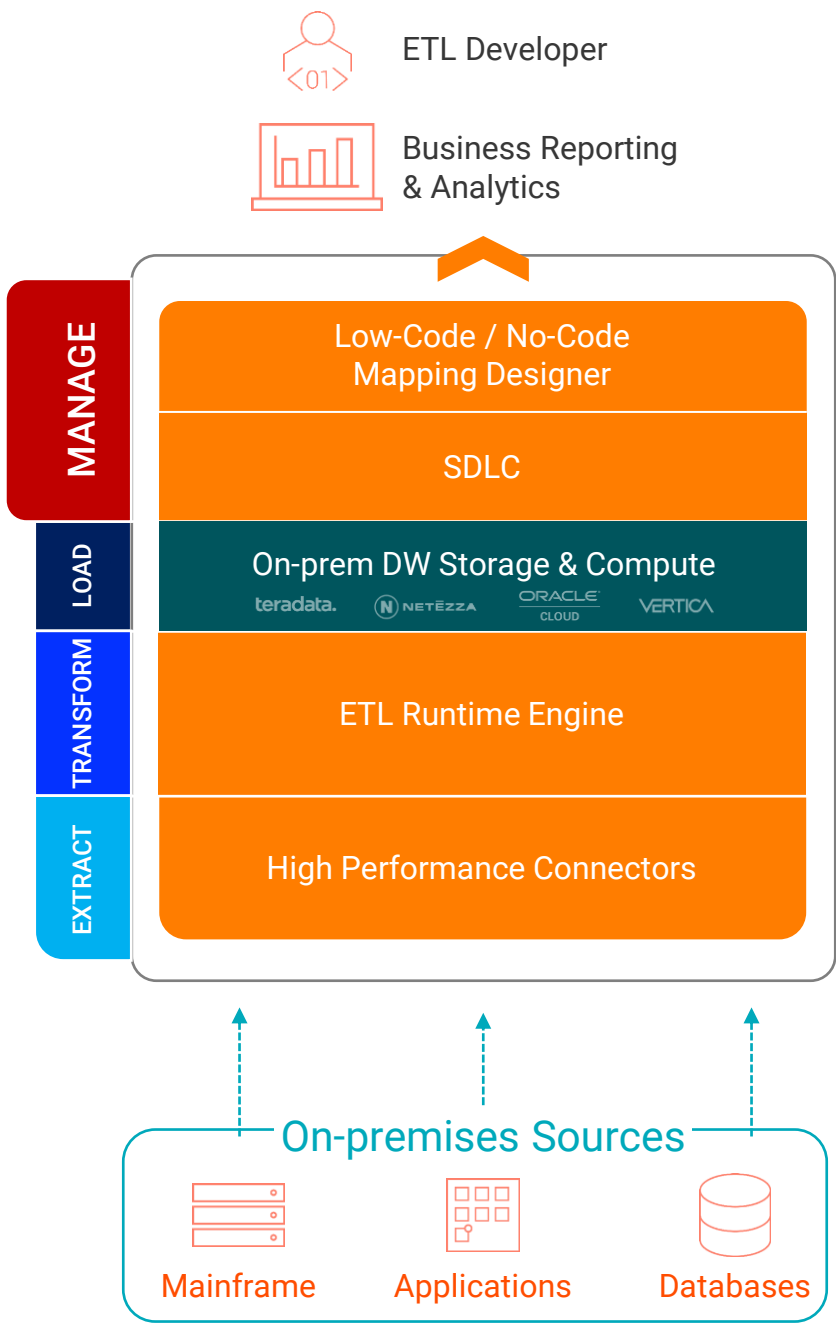 ETL Developer
<01>
Business Reporting
& Analytics
MANAGE
Low-Code / No-Code
Mapping Designer
SDLC
LOAD
On-prem DW Storage & Compute
teradata.
N NETEZZA
ORACLE
CLOUD
VERTICA
TRANSFORM
ETL Runtime Engine
EXTRACT
High Performance Connectors
On-premises Sources
Mainframe
Applications
Databases